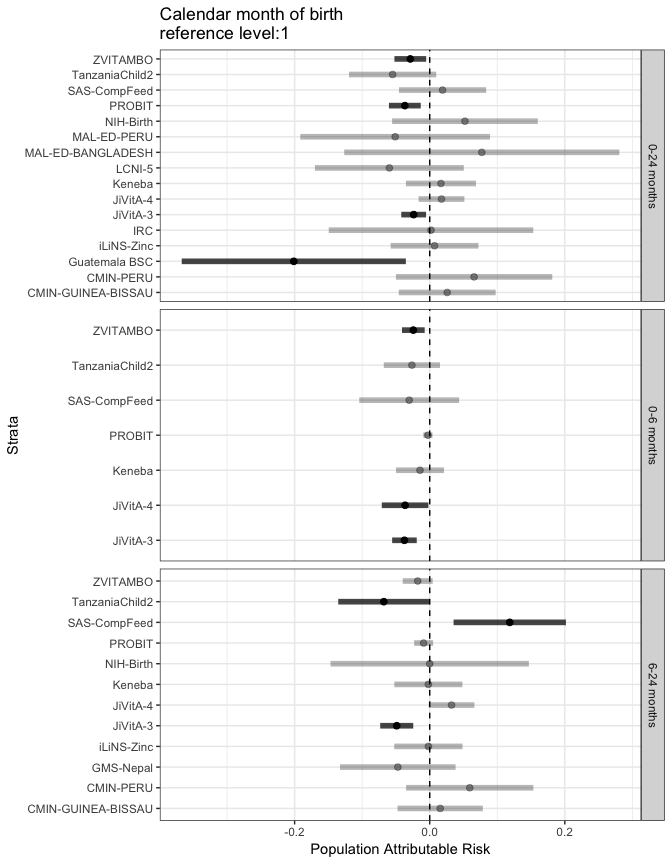 Calendar month of birth
reference level:1
Strata
ZVITAMBO
TanzaniaChild2
SAS-CompFeed
PROBIT
NIH-Birth
MAL-ED-PERU
MAL-ED-BANGLADESH
LCNI-5
Keneba
JiVitA-4
JiVitA-3
IRC
iLiNS-Zinc
Guatemala BSC
CMIN-PERU
CMIN-GUINEA-BISSAU
0-24 months
ZVITAMBO
TanzaniaChild2
SAS-CompFeed
PROBIT
Keneba
JiVitA-4
JiVitA-3
0-6 months
ZVITAMBO
TanzaniaChild2
SAS-CompFeed
PROBIT
NIH-Birth
Keneba
JiVitA-4
JiVitA-3
iLiNS-Zinc
GMS-Nepal
CMIN-PERU
CMIN-GUINEA-BISSAU
6-24 months
-0.2 0.0 0.2
Population Attributable Risk